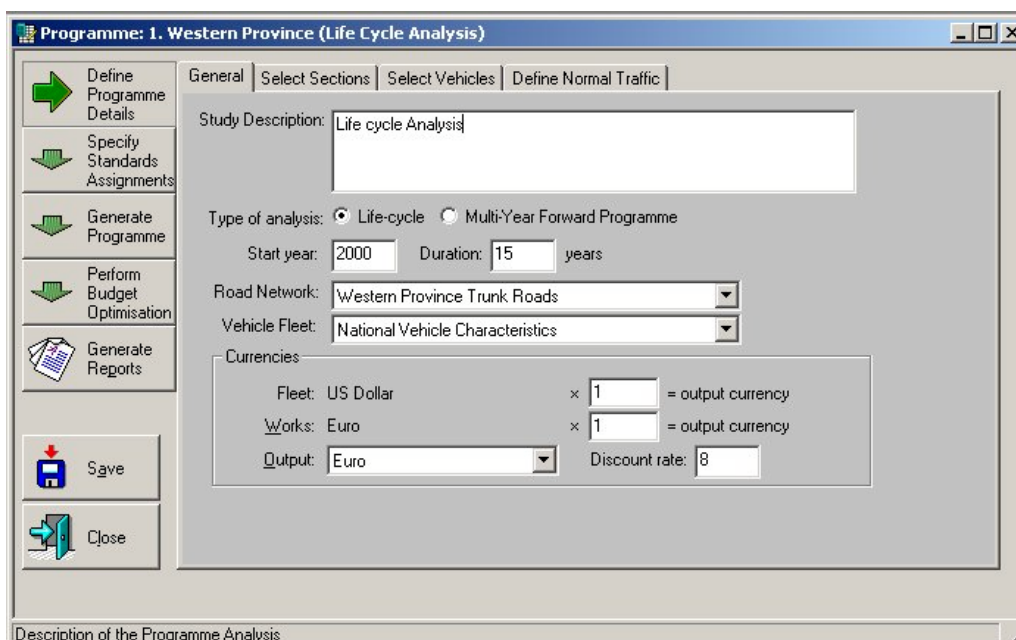 Programme: 1. Western Province (Life Cycle Analysis)
Define
Programme
Details
Specify
Standards
Assignments
Generate
Programme
Perform
Budget
Optimisation
Generate
Reports
Save
Close
General Select Sections Select Vehicles Define Normal Traffic
Study Description: Life cycle Analysis
Type of analysis: Life-cycle Multi-Year Forward Programme
Start year: 2000 Duration: 15 years
Road Network: Western Province Trunk Roads
Vehicle Fleet: National Vehicle Characteristics
Currencies
Fleet: US Dollar × 1 = output currency
Works: Euro × 1 = output currency
Output: Euro Discount rate: 8
Description of the Programme Analysis